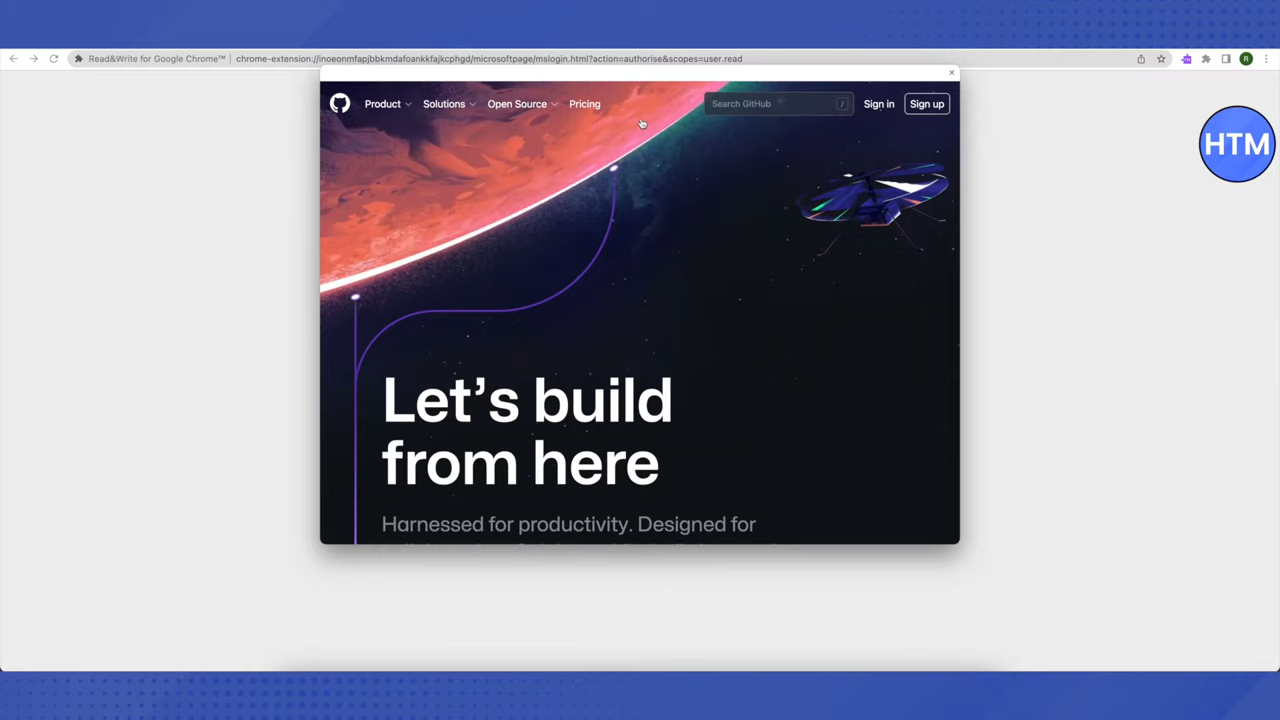 Read&Write for Google Chrome™ | chrome-extension://inoeonmfapjbbkmdafoankkfajkcphgd/microsoftpage/mslogin.html?action=authorise&scopes=user.read
R
Product Solutions Open Source Pricing Search GitHub / Sign in Sign up
HTM
Let's build
from here
Harnessed for productivity. Designed for